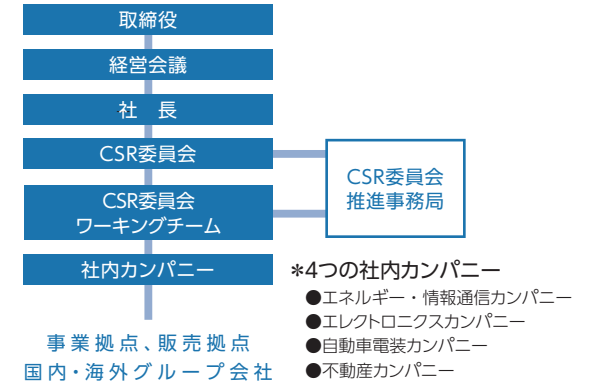 取締役
経営会議
社　長
CSR委員会
CSR委員会
ワーキングチーム
社内カンパニー
事業拠点、販売拠点
国内・海外グループ会社
CSR委員会
推進事務局
＊4つの社内カンパニー
●エネルギー・情報通信カンパニー
●エレクトロニクスカンパニー
●自動車電装カンパニー
●不動産カンパニー